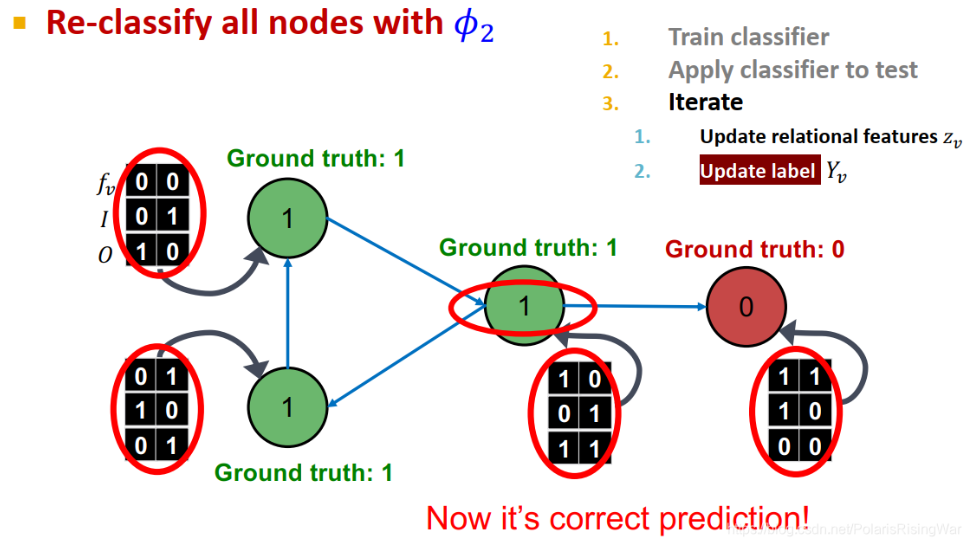 Re-classify all nodes with ϕ₂
1. Train classifier
2. Apply classifier to test
3. Iterate
1. Update relational features z_v
2. Update label Y_v
Ground truth: 1
f_v 0 0
I 0 1
O 1 0
1
Ground truth: 1
1
Ground truth: 0
0
0 1
1 0
0 1
1
Ground truth: 1
1 0
0 1
1 1
1 1
1 0
0 0
Now it's correct prediction!
https://blog.csdn.net/PolarisRisingWar